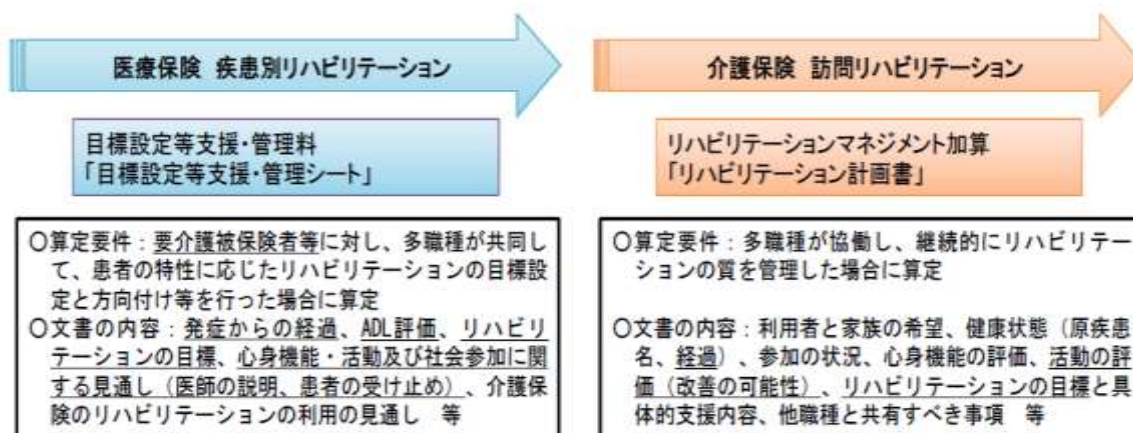 医療保険 疾患別リハビリテーション
目標設定等支援・管理料
「目標設定等支援・管理シート」
〇算定要件：要介護被保険者等に対し、多職種が共同し
て、患者の特性に応じたリハビリテーションの目標設
定と方向付け等を行った場合に算定
〇文書の内容：発症からの経過、ADL評価、リハビリ
テーションの目標、心身機能・活動及び社会参加に関
する見通し（医師の説明、患者の受け止め）、介護保
険のリハビリテーションの利用の見通し　等
介護保険 訪問リハビリテーション
リハビリテーションマネジメント加算
「リハビリテーション計画書」
〇算定要件：多職種が協働し、継続的にリハビリテー
ションの質を管理した場合に算定
〇文書の内容：利用者と家族の希望、健康状態（原疾患
名、経過）、参加の状況、心身機能の評価、活動の評
価（改善の可能性）、リハビリテーションの目標と具
体的支援内容、他職種と共有すべき事項　等